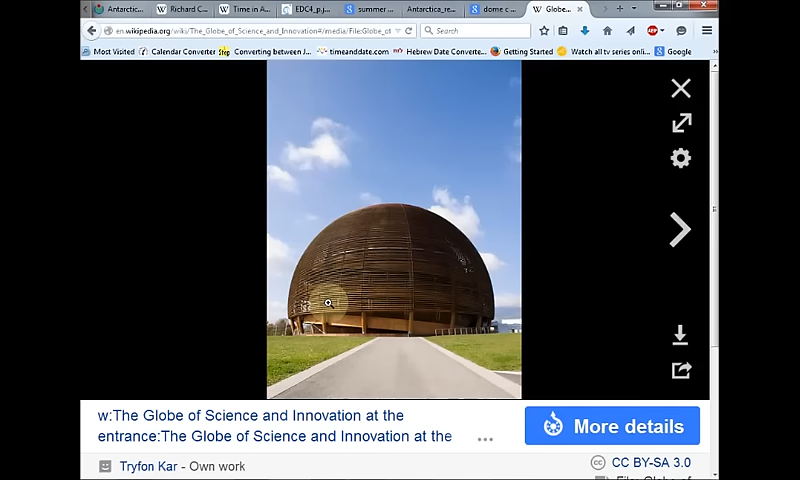 Antarctic...
Richard C...
Time in A...
EDC4_p.j...
summer ...
Antarctica_re...
dome c ...
Globe...
en.wikipedia.org/wiki/The_Globe_of_Science_and_Innovation#/media/File:Globe_of
Search
Most Visited
Calendar Converter
Converting between J...
timeanddate.com
Hebrew Date Converte...
Getting Started
Watch all tv series onli...
Google
w:The Globe of Science and Innovation at the
entrance:The Globe of Science and Innovation at the
...
More details
Tryfon Kar - Own work
CC BY-SA 3.0